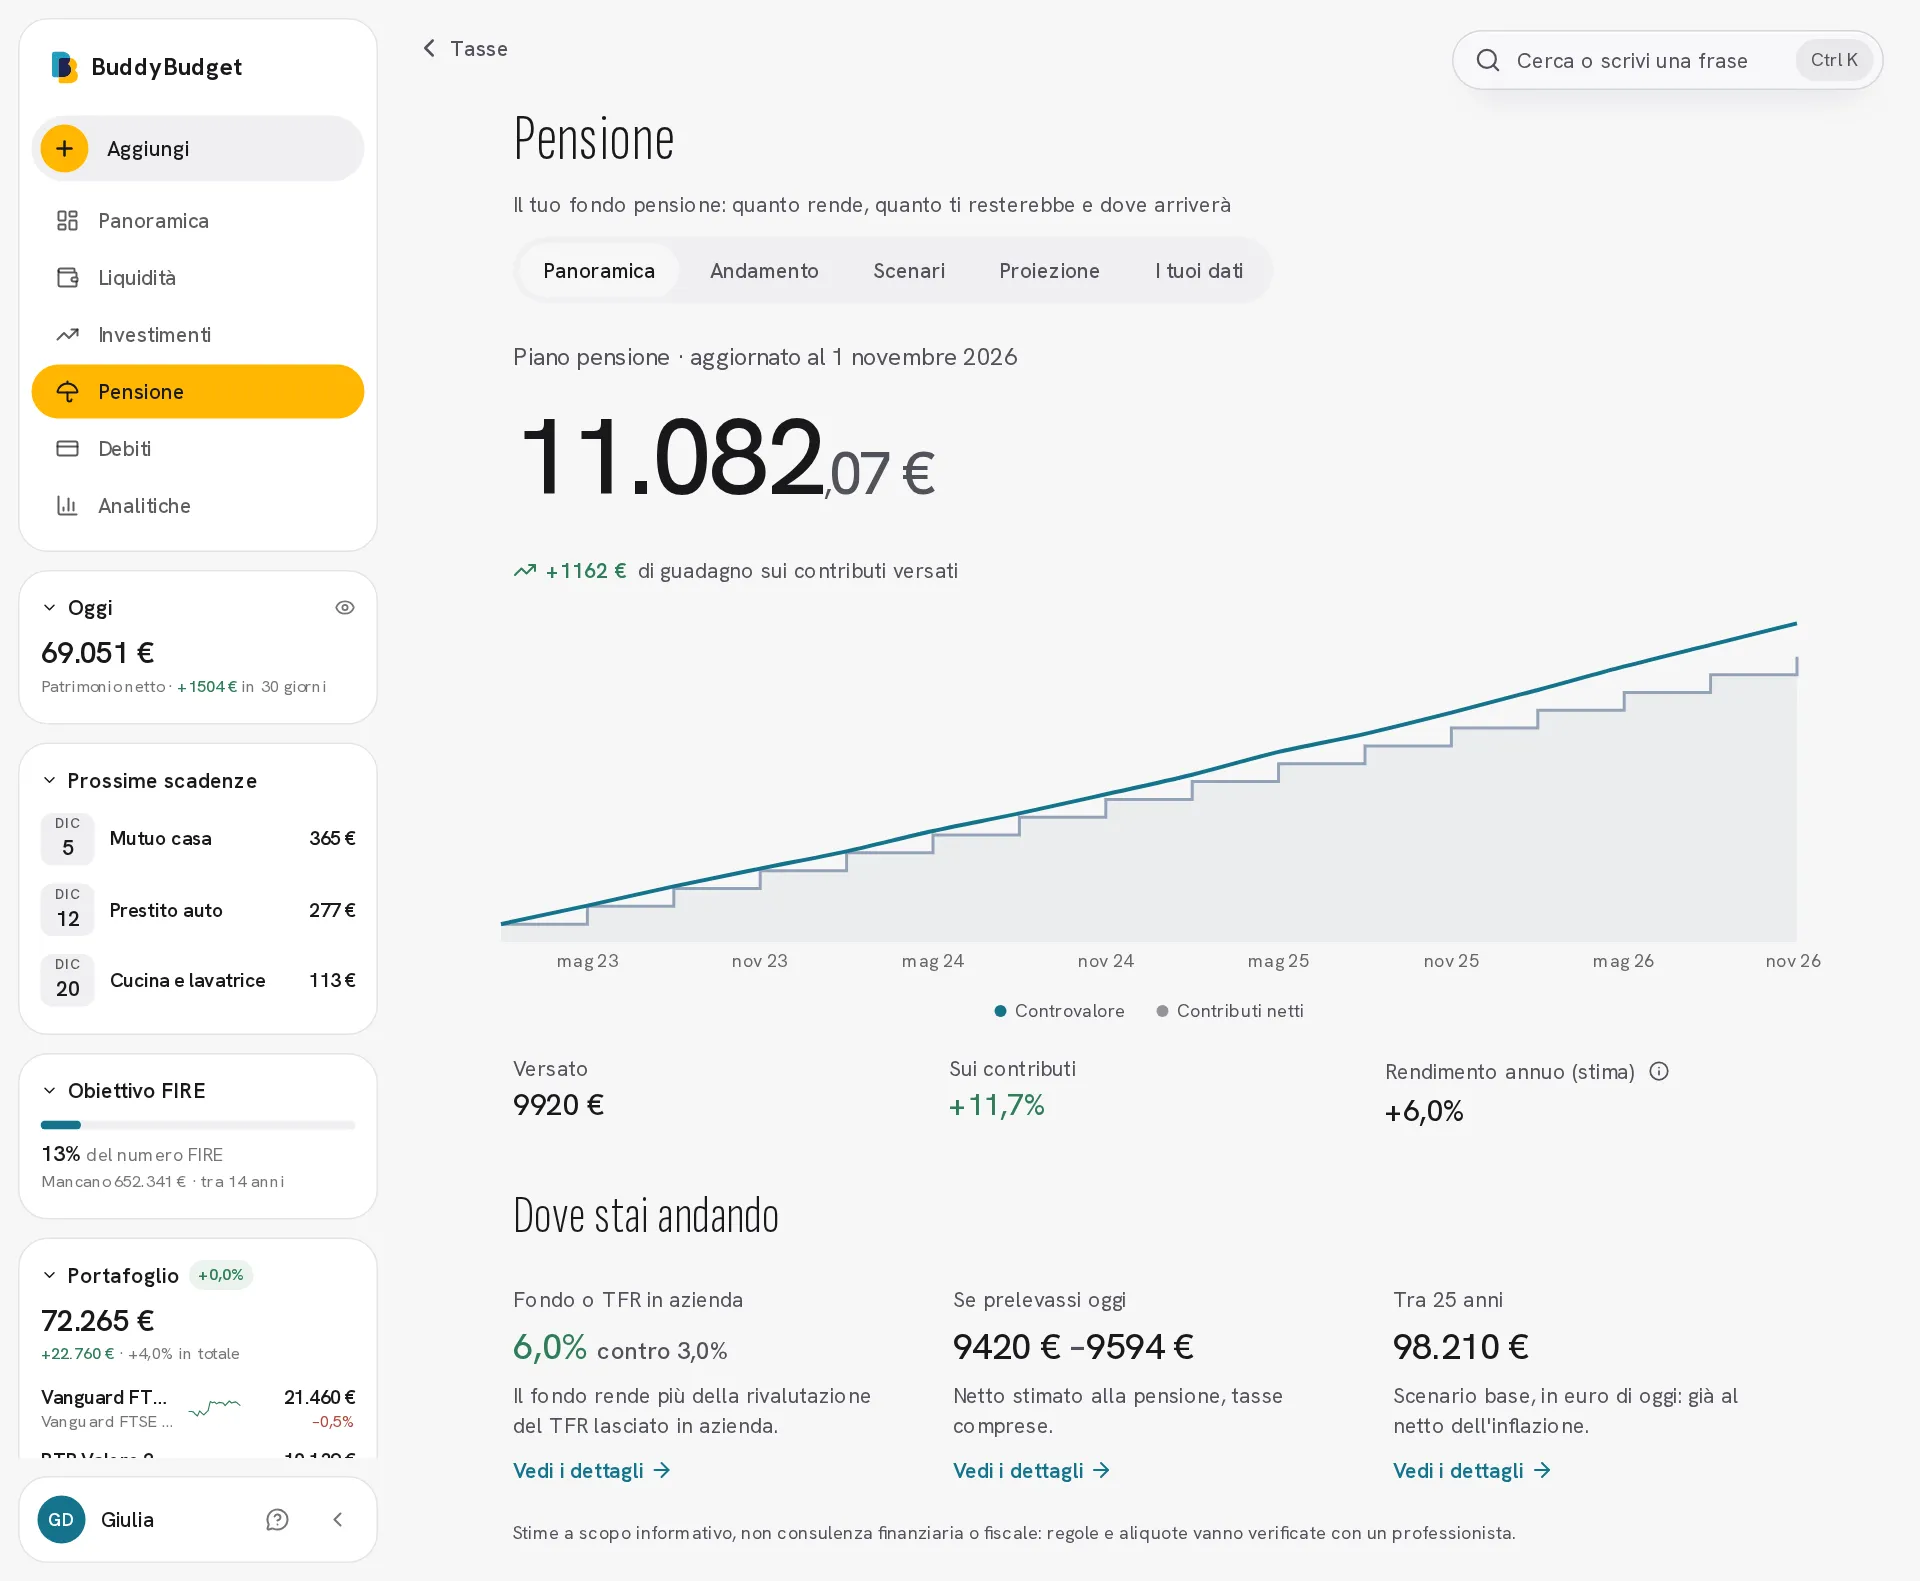 BuddyBudget
Aggiungi
Panoramica
Liquidità
Investimenti
Pensione
Debiti
Analitiche
Oggi
69.051 €
Patrimonio netto · +1504 € in 30 giorni
Prossime scadenze
DIC
5
Mutuo casa
365 €
DIC
12
Prestito auto
277 €
DIC
20
Cucina e lavatrice
113 €
Obiettivo FIRE
13% del numero FIRE
Mancano 652.341 € · tra 14 anni
Portafoglio
+0,0%
72.265 €
+22.760 € · +4,0% in totale
Vanguard FT...
21.460 €
Vanguard FTSE ...
-0,5%
GD
Giulia
Tasse
Cerca o scrivi una frase
Ctrl K
Pensione
Il tuo fondo pensione: quanto rende, quanto ti resterebbe e dove arriverà
Panoramica
Andamento
Scenari
Proiezione
I tuoi dati
Piano pensione · aggiornato al 1 novembre 2026
11.082,07 €
+1162 € di guadagno sui contributi versati
mag 23
nov 23
mag 24
nov 24
mag 25
nov 25
mag 26
nov 26
Controvalore
Contributi netti
Versato
9920 €
Sui contributi
+11,7%
Rendimento annuo (stima)
+6,0%
Dove stai andando
Fondo o TFR in azienda
6,0% contro 3,0%
Il fondo rende più della rivalutazione
del TFR lasciato in azienda.
Vedi i dettagli →
Se prelevassi oggi
9420 € –9594 €
Netto stimato alla pensione, tasse
comprese.
Vedi i dettagli →
Tra 25 anni
98.210 €
Scenario base, in euro di oggi: già al
netto dell'inflazione.
Vedi i dettagli →
Stime a scopo informativo, non consulenza finanziaria o fiscale: regole e aliquote vanno verificate con un professionista.